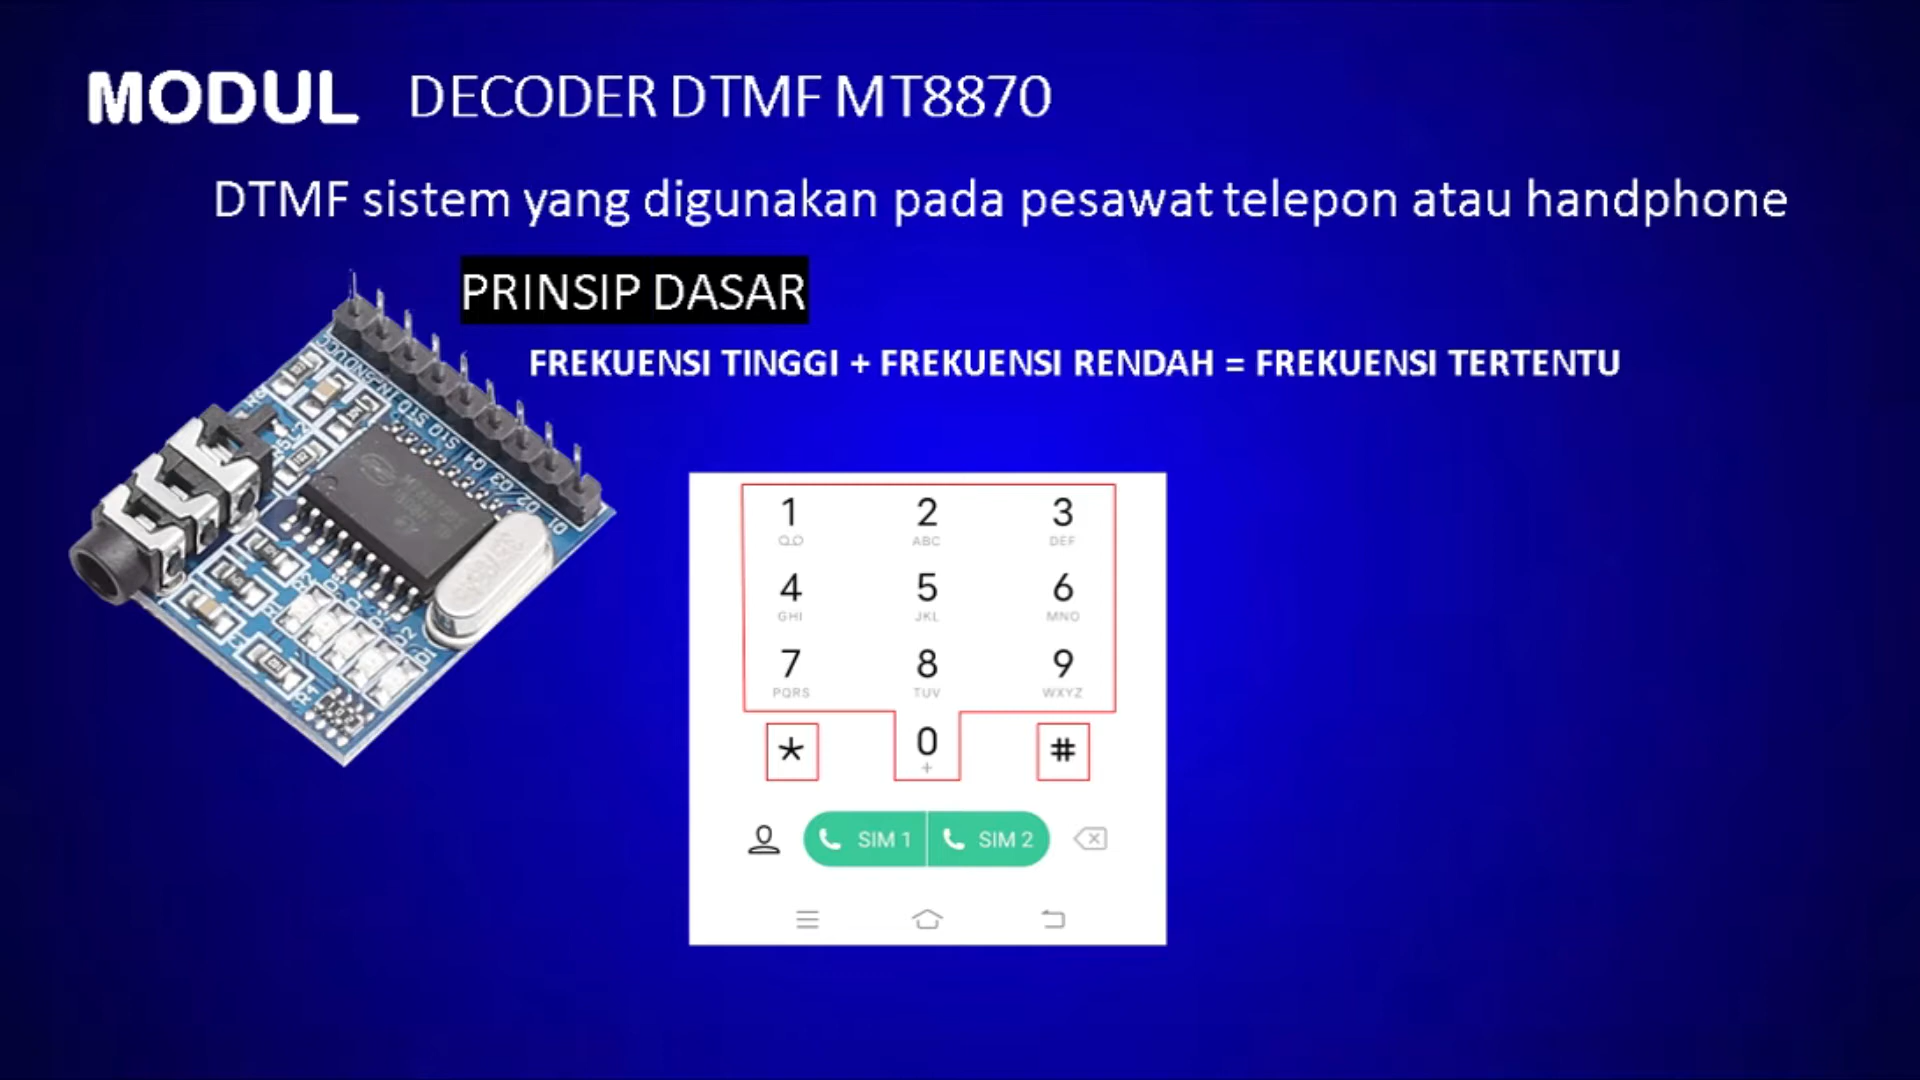 MODUL DECODER DTMF MT8870
DTMF sistem yang digunakan pada pesawat telepon atau handphone
PRINSIP DASAR
FREKUENSI TINGGI + FREKUENSI RENDAH = FREKUENSI TERTENTU
1 2 3
ABC DEF
4 5 6
GHI JKL MNO
7 8 9
PQRS TUV WXYZ
* 0 #
+
SIM 1 SIM 2